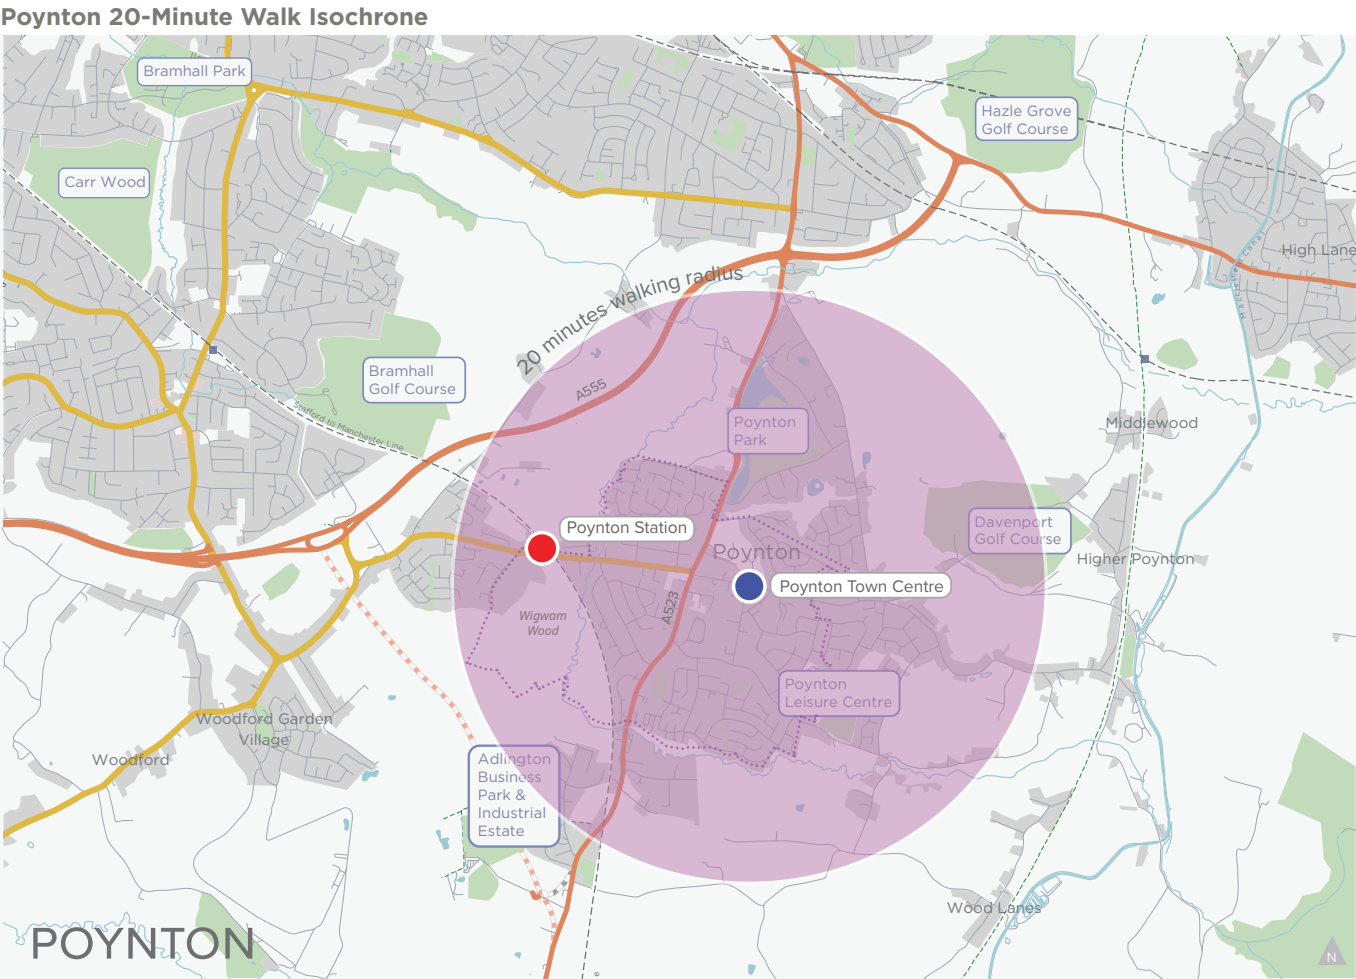 Poynton 20-Minute Walk Isochrone
Bramhall Park
Hazle Grove
Golf Course
Carr Wood
High Lane
Macclesfield Canal
20 minutes walking radius
Bramhall
Golf Course
A555
Stafford to Manchester Line
Poynton
Park
Middlewood
Poynton Station
Davenport
Golf Course
Poynton
Higher Poynton
Poynton Town Centre
A523
Wigwam
Wood
Poynton
Leisure Centre
Woodford Garden
Village
Woodford
Adlington
Business
Park &
Industrial
Estate
Wood Lanes
POYNTON
N